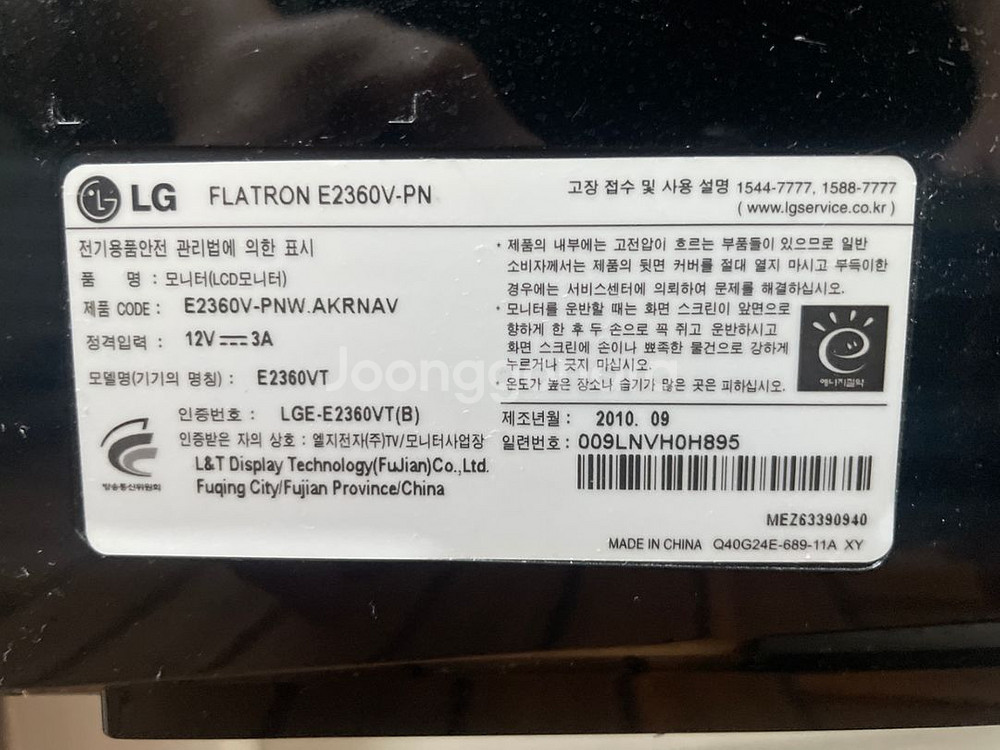 LG FLATRON E2360V-PN
고장 접수 및 사용 설명 1544-7777, 1588-7777
( www.lgservice.co.kr )
전기용품안전 관리법에 의한 표시
품 명 : 모니터(LCD모니터)
제품 CODE : E2360V-PNW.AKRNAV
정격입력 : 12V 3A
모델명(기기의 명칭) : E2360VT
인증번호 : LGE-E2360VT(B)
인증받은 자의 상호 : 엘지전자(주)TV/모니터사업장
L&T Display Technology(FuJian)Co.,Ltd.
Fuqing City/Fujian Province/China
방송통신위원회
• 제품의 내부에는 고전압이 흐르는 부품들이 있으므로 일반
소비자께서는 제품의 뒷면 커버를 절대 열지 마시고 부득이한
경우에는 서비스센터에 의뢰하여 문제를 해결하십시오.
• 모니터를 운반할 때는 화면 스크린이 앞면으로
향하게 한 후 두 손으로 꼭 쥐고 운반하시고
화면 스크린에 손이나 뾰족한 물건으로 강하게
누르거나 긋지 마십시오.
• 온도가 높은 장소나 습기가 많은 곳은 피하십시오.
에너지절약
제조년월 : 2010. 09
일련번호 : 009LNVH0H895
MEZ63390940
MADE IN CHINA Q40G24E-689-11A XY